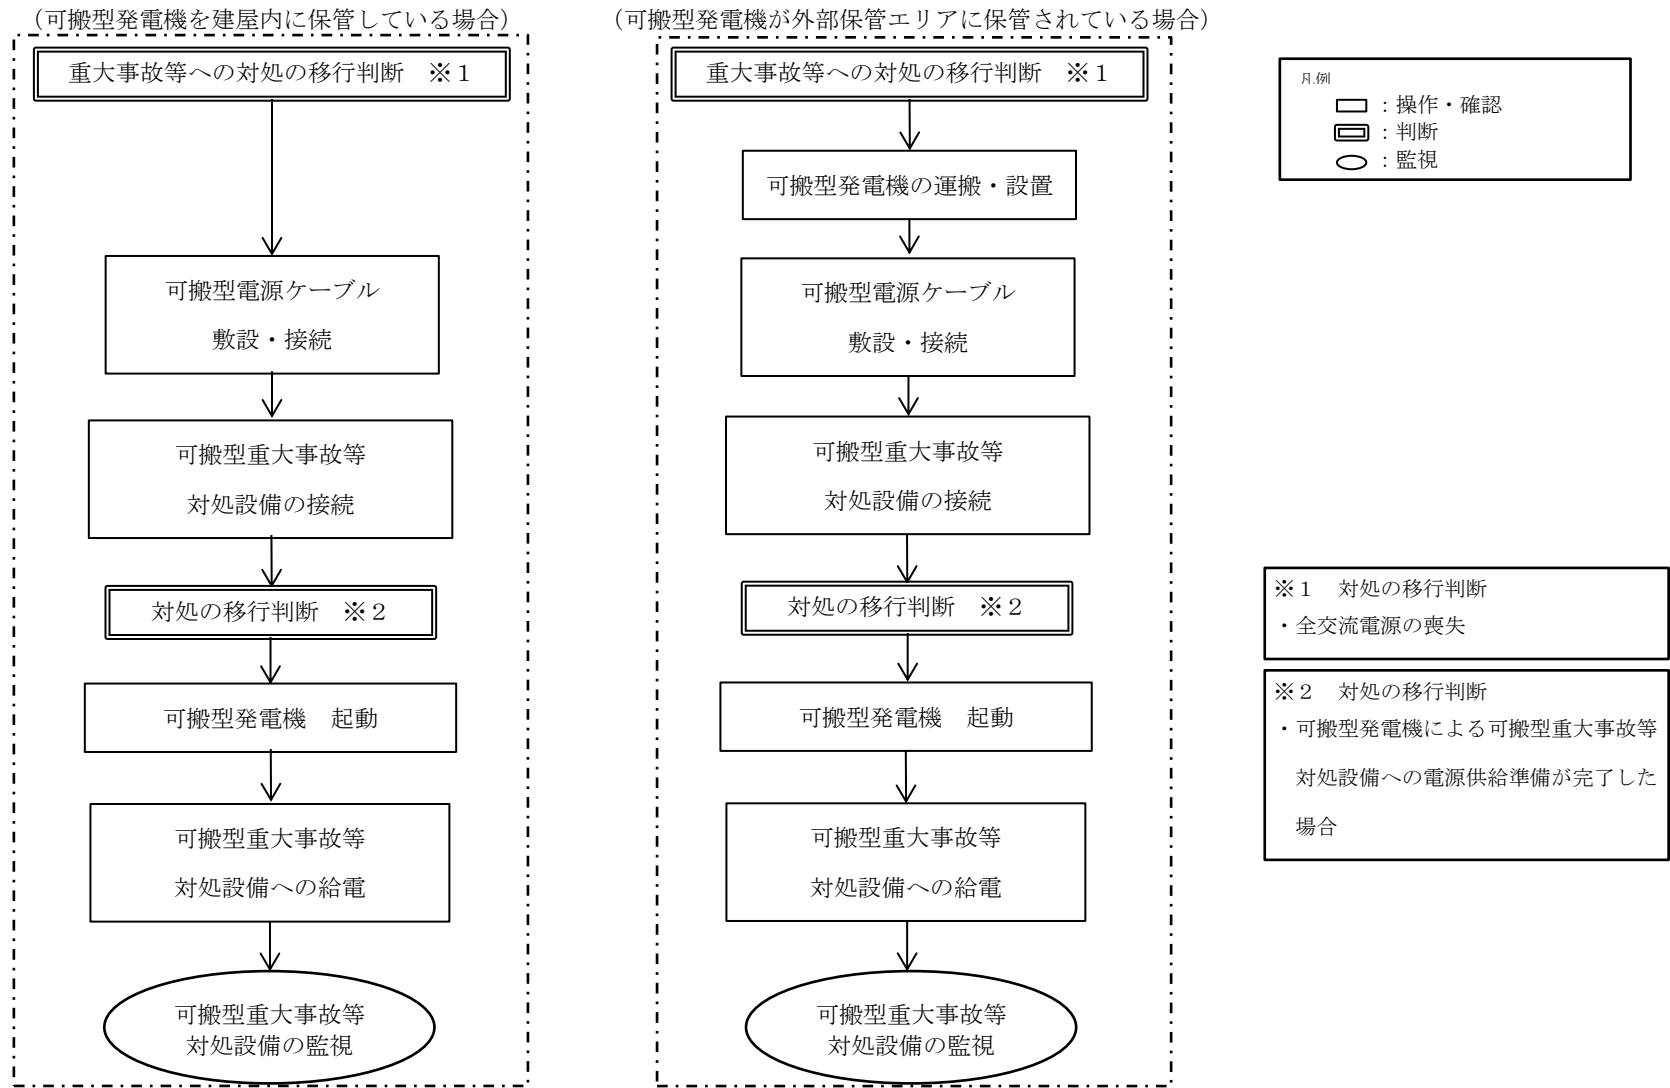 （可搬型発電機を建屋内に保管している場合）
重大事故等への対処の移行判断　※１
可搬型電源ケーブル
敷設・接続
可搬型重大事故等
対処設備の接続
対処の移行判断　※２
可搬型発電機　起動
可搬型重大事故等
対処設備への給電
可搬型重大事故等
対処設備の監視
（可搬型発電機が外部保管エリアに保管されている場合）
重大事故等への対処の移行判断　※１
可搬型発電機の運搬・設置
可搬型電源ケーブル
敷設・接続
可搬型重大事故等
対処設備の接続
対処の移行判断　※２
可搬型発電機　起動
可搬型重大事故等
対処設備への給電
可搬型重大事故等
対処設備の監視
凡例
：操作・確認
：判断
：監視
※１　対処の移行判断
・全交流電源の喪失
※２　対処の移行判断
・可搬型発電機による可搬型重大事故等
対処設備への電源供給準備が完了した
場合